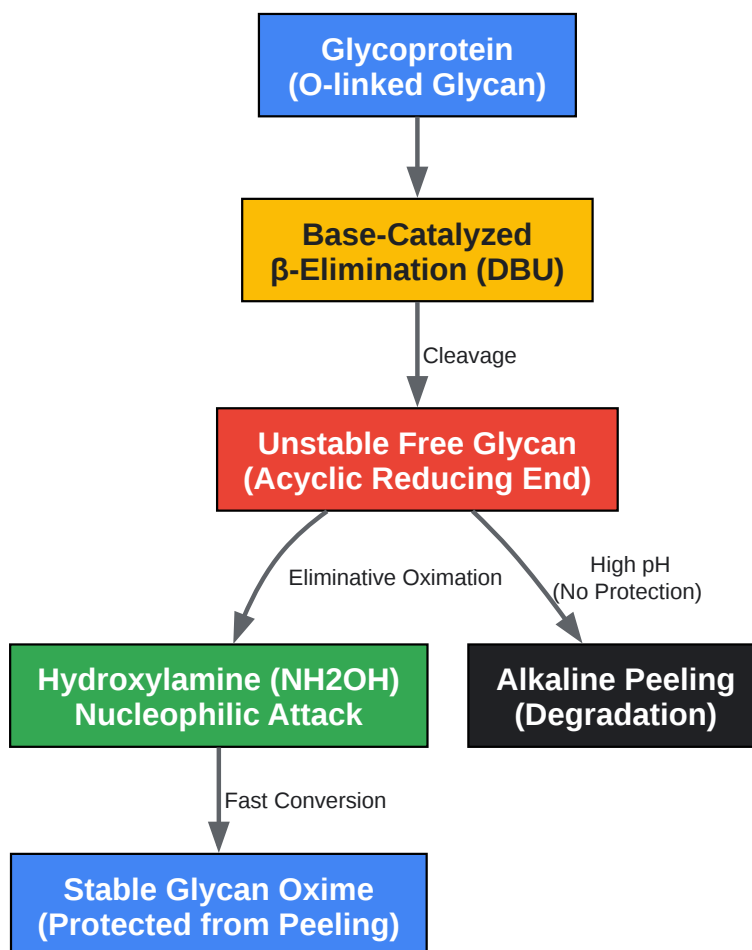 Glycoprotein
(O-linked Glycan)
Base-Catalyzed
β-Elimination (DBU)
Cleavage
Unstable Free Glycan
(Acyclic Reducing End)
Eliminative Oximation
High pH
(No Protection)
Hydroxylamine (NH2OH)
Nucleophilic Attack
Alkaline Peeling
(Degradation)
Fast Conversion
Stable Glycan Oxime
(Protected from Peeling)